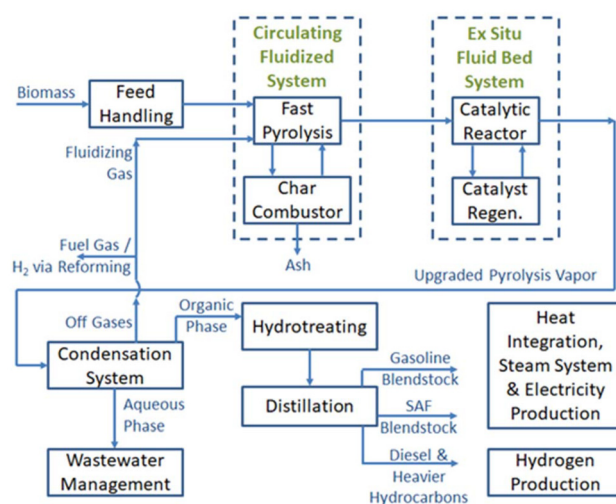 Circulating
Fluidized
System
Ex Situ
Fluid Bed
System
Biomass
Feed
Handling
Fast
Pyrolysis
Catalytic
Reactor
Fluidizing
Gas
Char
Combustor
Catalyst
Regen.
Fuel Gas /
H₂ via Reforming
Ash
Upgraded Pyrolysis Vapor
Off Gases
Organic
Phase
Hydrotreating
Heat
Integration,
Steam System
& Electricity
Production
Condensation
System
Gasoline
Blendstock
Distillation
SAF
Blendstock
Aqueous
Phase
Diesel &
Heavier
Hydrocarbons
Wastewater
Management
Hydrogen
Production